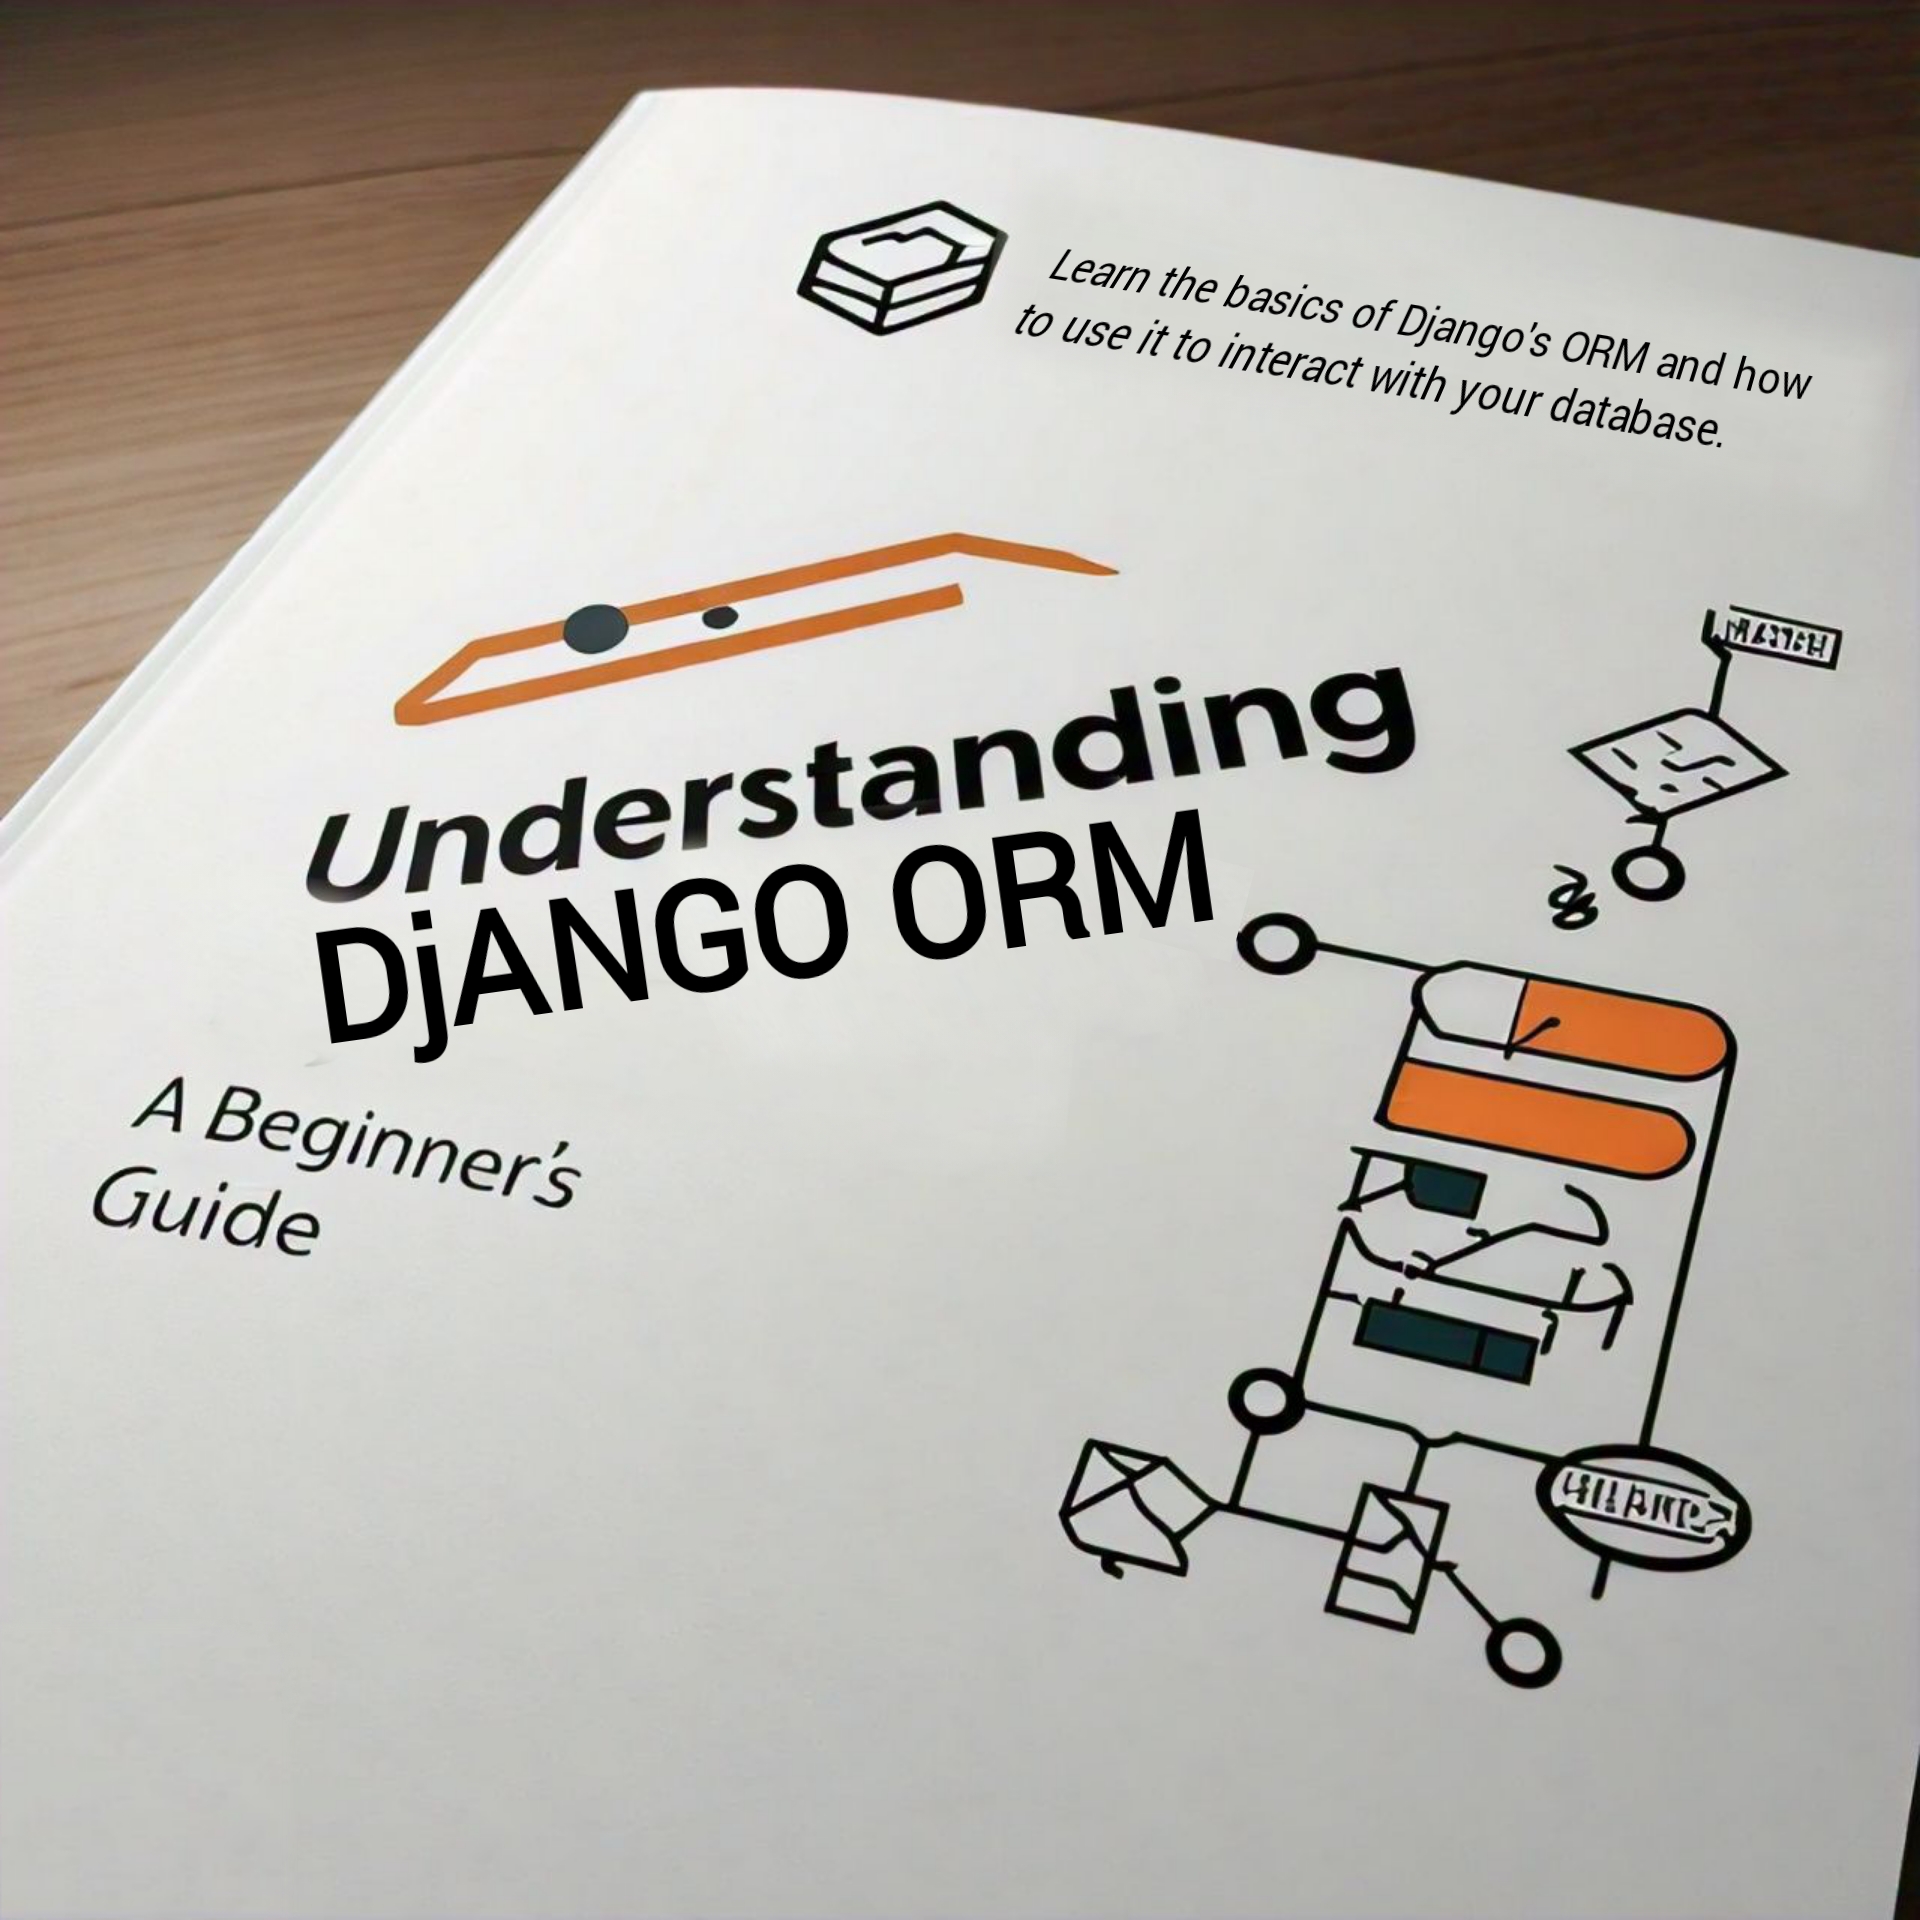 Learn the basics of Django's ORM and how
to use it to interact with your database.
Understanding
DjANGO ORM
A Beginner's
Guide